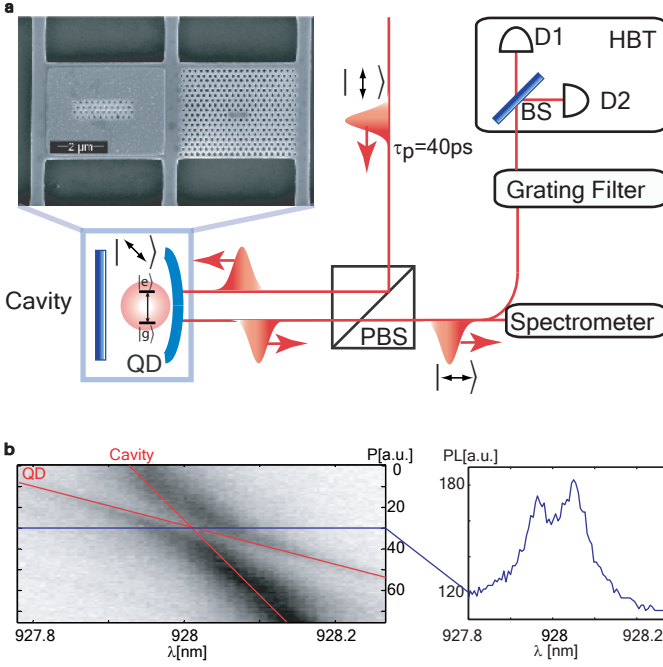 a
2 μm
| ↕ ⟩
τp=40ps
D1
HBT
D2
BS
Grating Filter
Cavity
| ↔ ⟩
|e⟩
|g⟩
QD
PBS
Spectrometer
| ↔ ⟩
b
Cavity
P[a.u.]
QD
0
20
40
60
927.8
928
928.2
λ[nm]
PL[a.u.]
180
120
927.8
928
928.2
λ [nm]